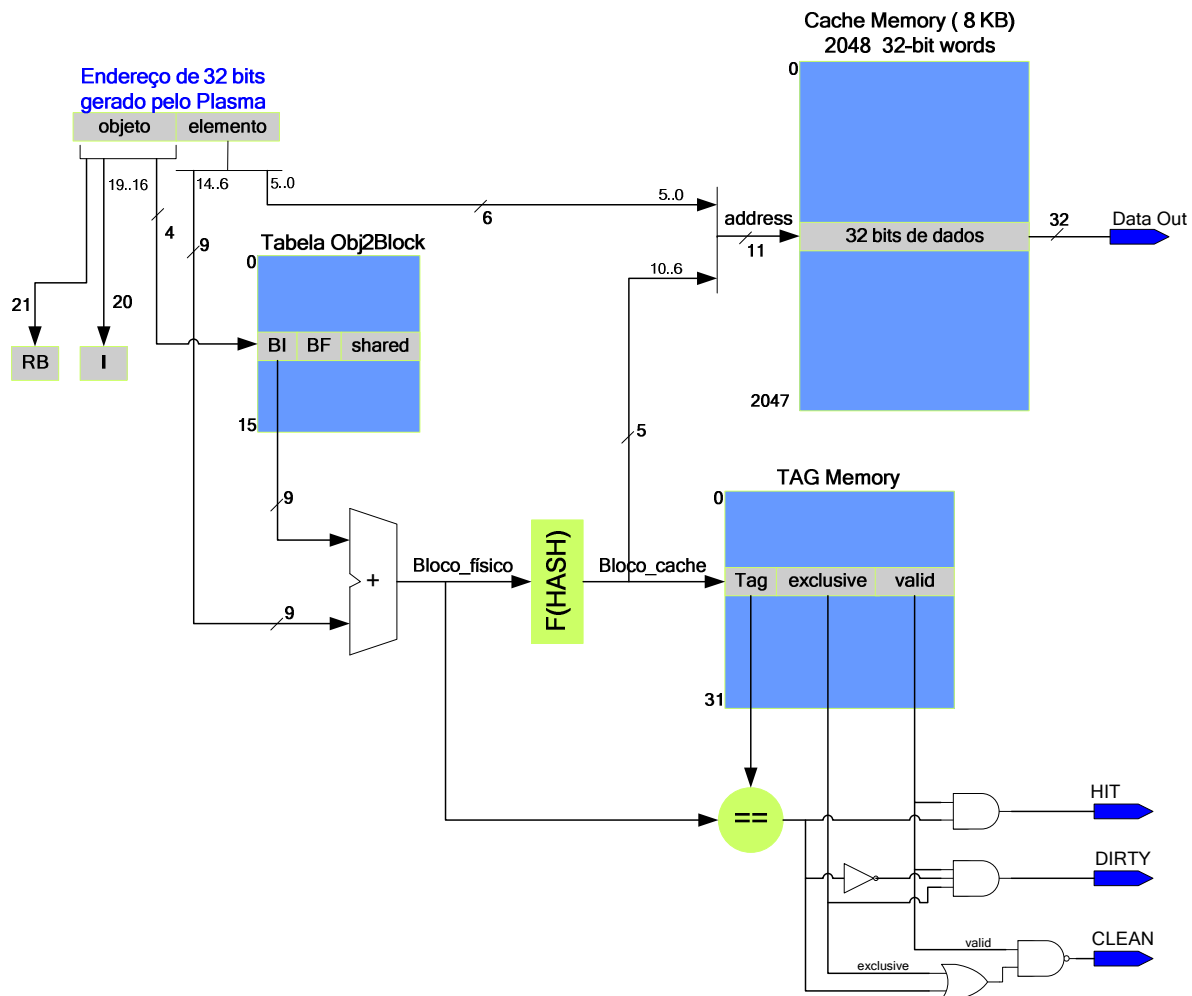 Cache Memory ( 8 KB)
2048 32-bit words
0
Endereço de 32 bits
gerado pelo Plasma
objeto
elemento
19..16
14..6
5..0
5..0
6
4
9
address
11
32 bits de dados
32
Data Out
Tabela Obj2Block
0
10..6
21
20
RB
I
BI
BF
shared
2047
15
5
TAG Memory
0
9
F(HASH)
Bloco_físico
Bloco_cache
+
Tag
exclusive
valid
9
31
HIT
==
DIRTY
CLEAN
valid
exclusive